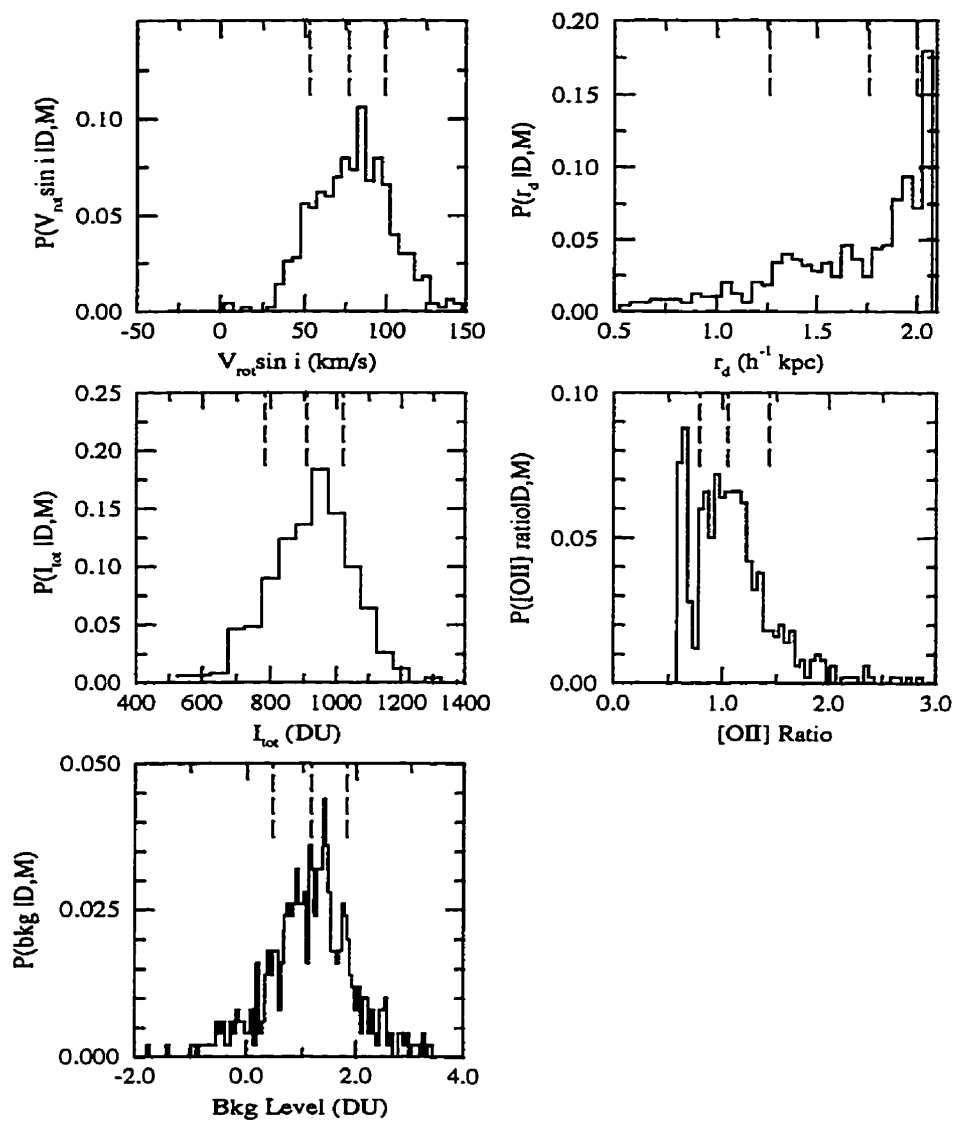 P(V_rot sin i |D,M)
0.10
0.05
0.00
-50 0 50 100 150
V_rot sin i (km/s)
P(r_d |D,M)
0.20
0.15
0.10
0.05
0.00
0.5 1.0 1.5 2.0
r_d (h⁻¹ kpc)
P(I_tot |D,M)
0.25
0.20
0.15
0.10
0.05
0.00
400 600 800 1000 1200 1400
I_tot (DU)
P([OII] ratio|D,M)
0.10
0.05
0.00
0.0 1.0 2.0 3.0
[OII] Ratio
P(bkg |D,M)
0.050
0.025
0.000
-2.0 0.0 2.0 4.0
Bkg Level (DU)